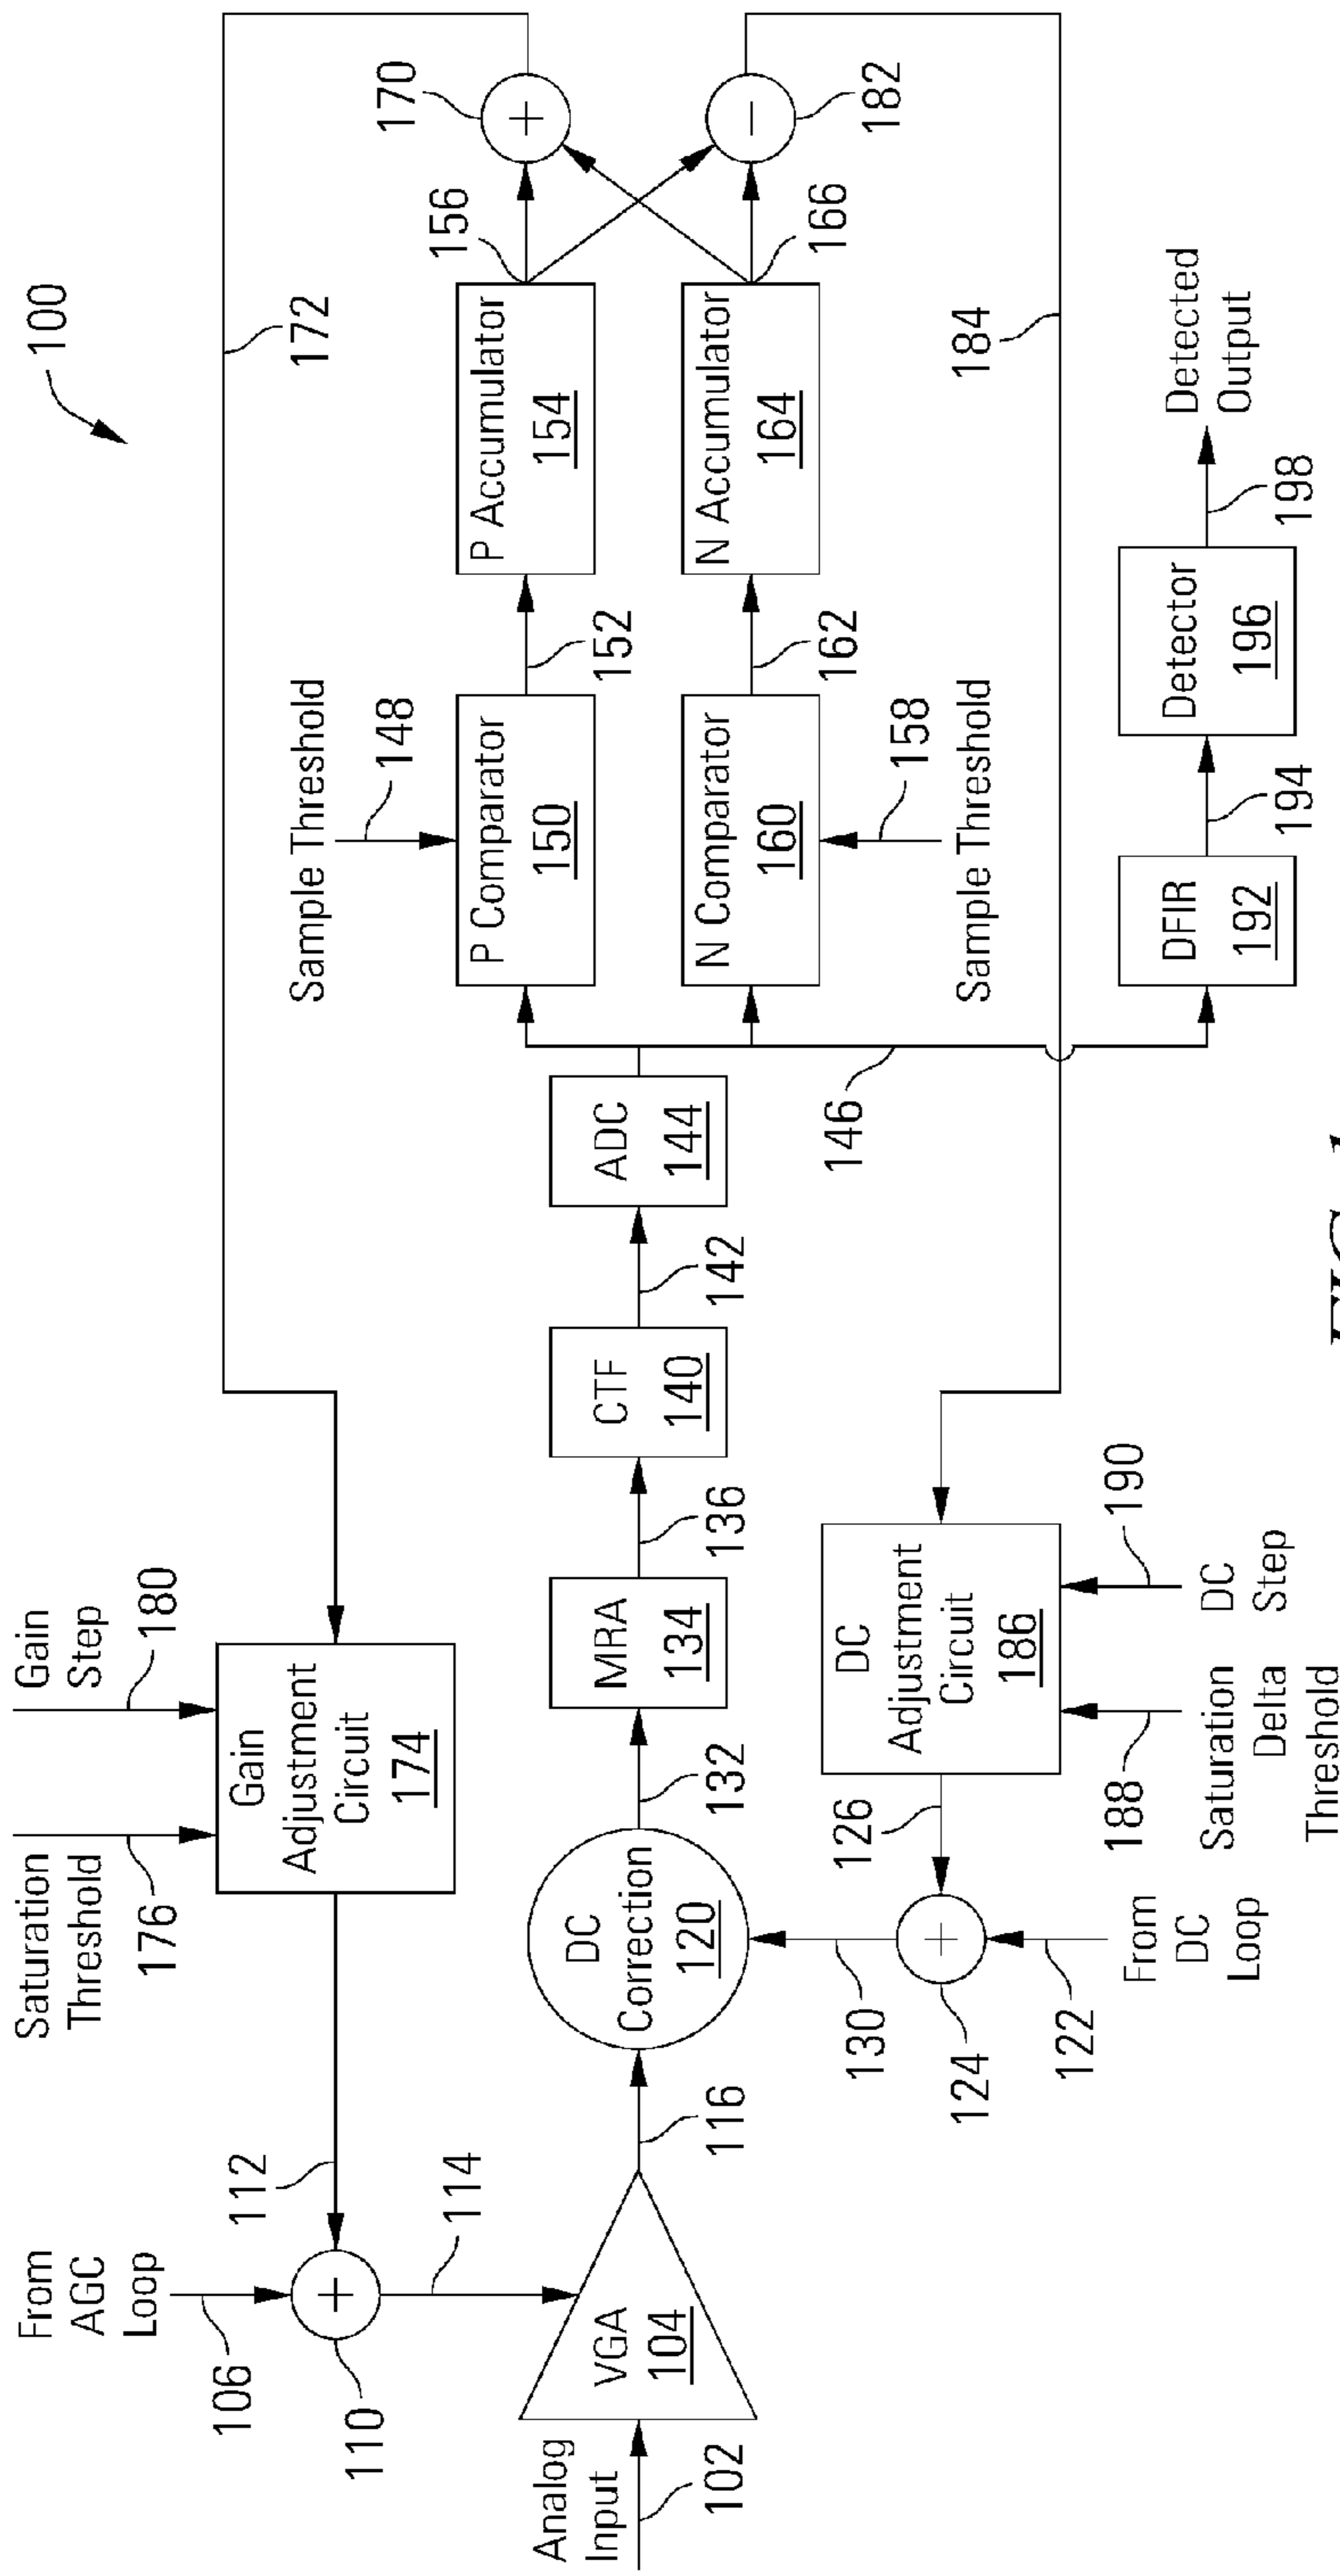 100
Saturation
Threshold
176
Gain
Step
180
From
AGC
Loop
106
110
112
114
Gain
Adjustment
Circuit
174
172
Sample Threshold
148
P Comparator
150
152
P Accumulator
154
156
170
+
+
Analog
Input
102
VGA
104
116
DC
Correction
120
132
MRA
134
136
CTF
140
142
ADC
144
146
N Comparator
160
162
N Accumulator
164
166
182
−
158
Sample Threshold
184
130
124
+
122
From
DC
Loop
126
DC
Adjustment
Circuit
186
188
Saturation
Delta
Threshold
190
DC
Step
DFIR
192
194
Detector
196
198
Detected
Output